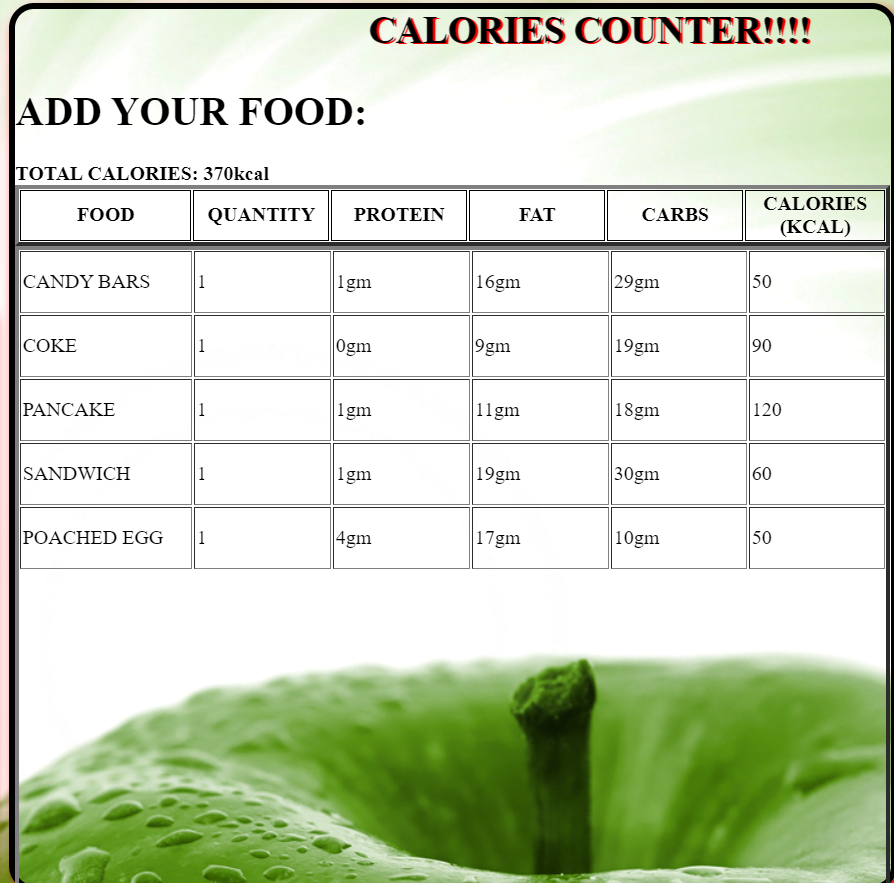 CALORIES COUNTER!!!!
ADD YOUR FOOD:
TOTAL CALORIES: 370kcal
FOOD QUANTITY PROTEIN FAT CARBS CALORIES (KCAL)
CANDY BARS 1 1gm 16gm 29gm 50
COKE 1 0gm 9gm 19gm 90
PANCAKE 1 1gm 11gm 18gm 120
SANDWICH 1 1gm 19gm 30gm 60
POACHED EGG 1 4gm 17gm 10gm 50